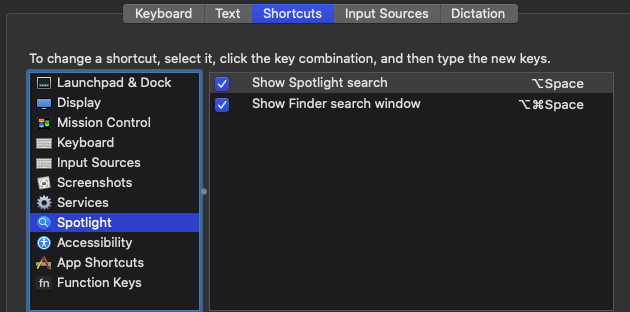 Keyboard Text Shortcuts Input Sources Dictation
To change a shortcut, select it, click the key combination, and then type the new keys.
Launchpad & Dock
Display
Mission Control
Keyboard
Input Sources
Screenshots
Services
Spotlight
Accessibility
App Shortcuts
fn Function Keys
Show Spotlight search ⌥Space
Show Finder search window ⌥⌘Space